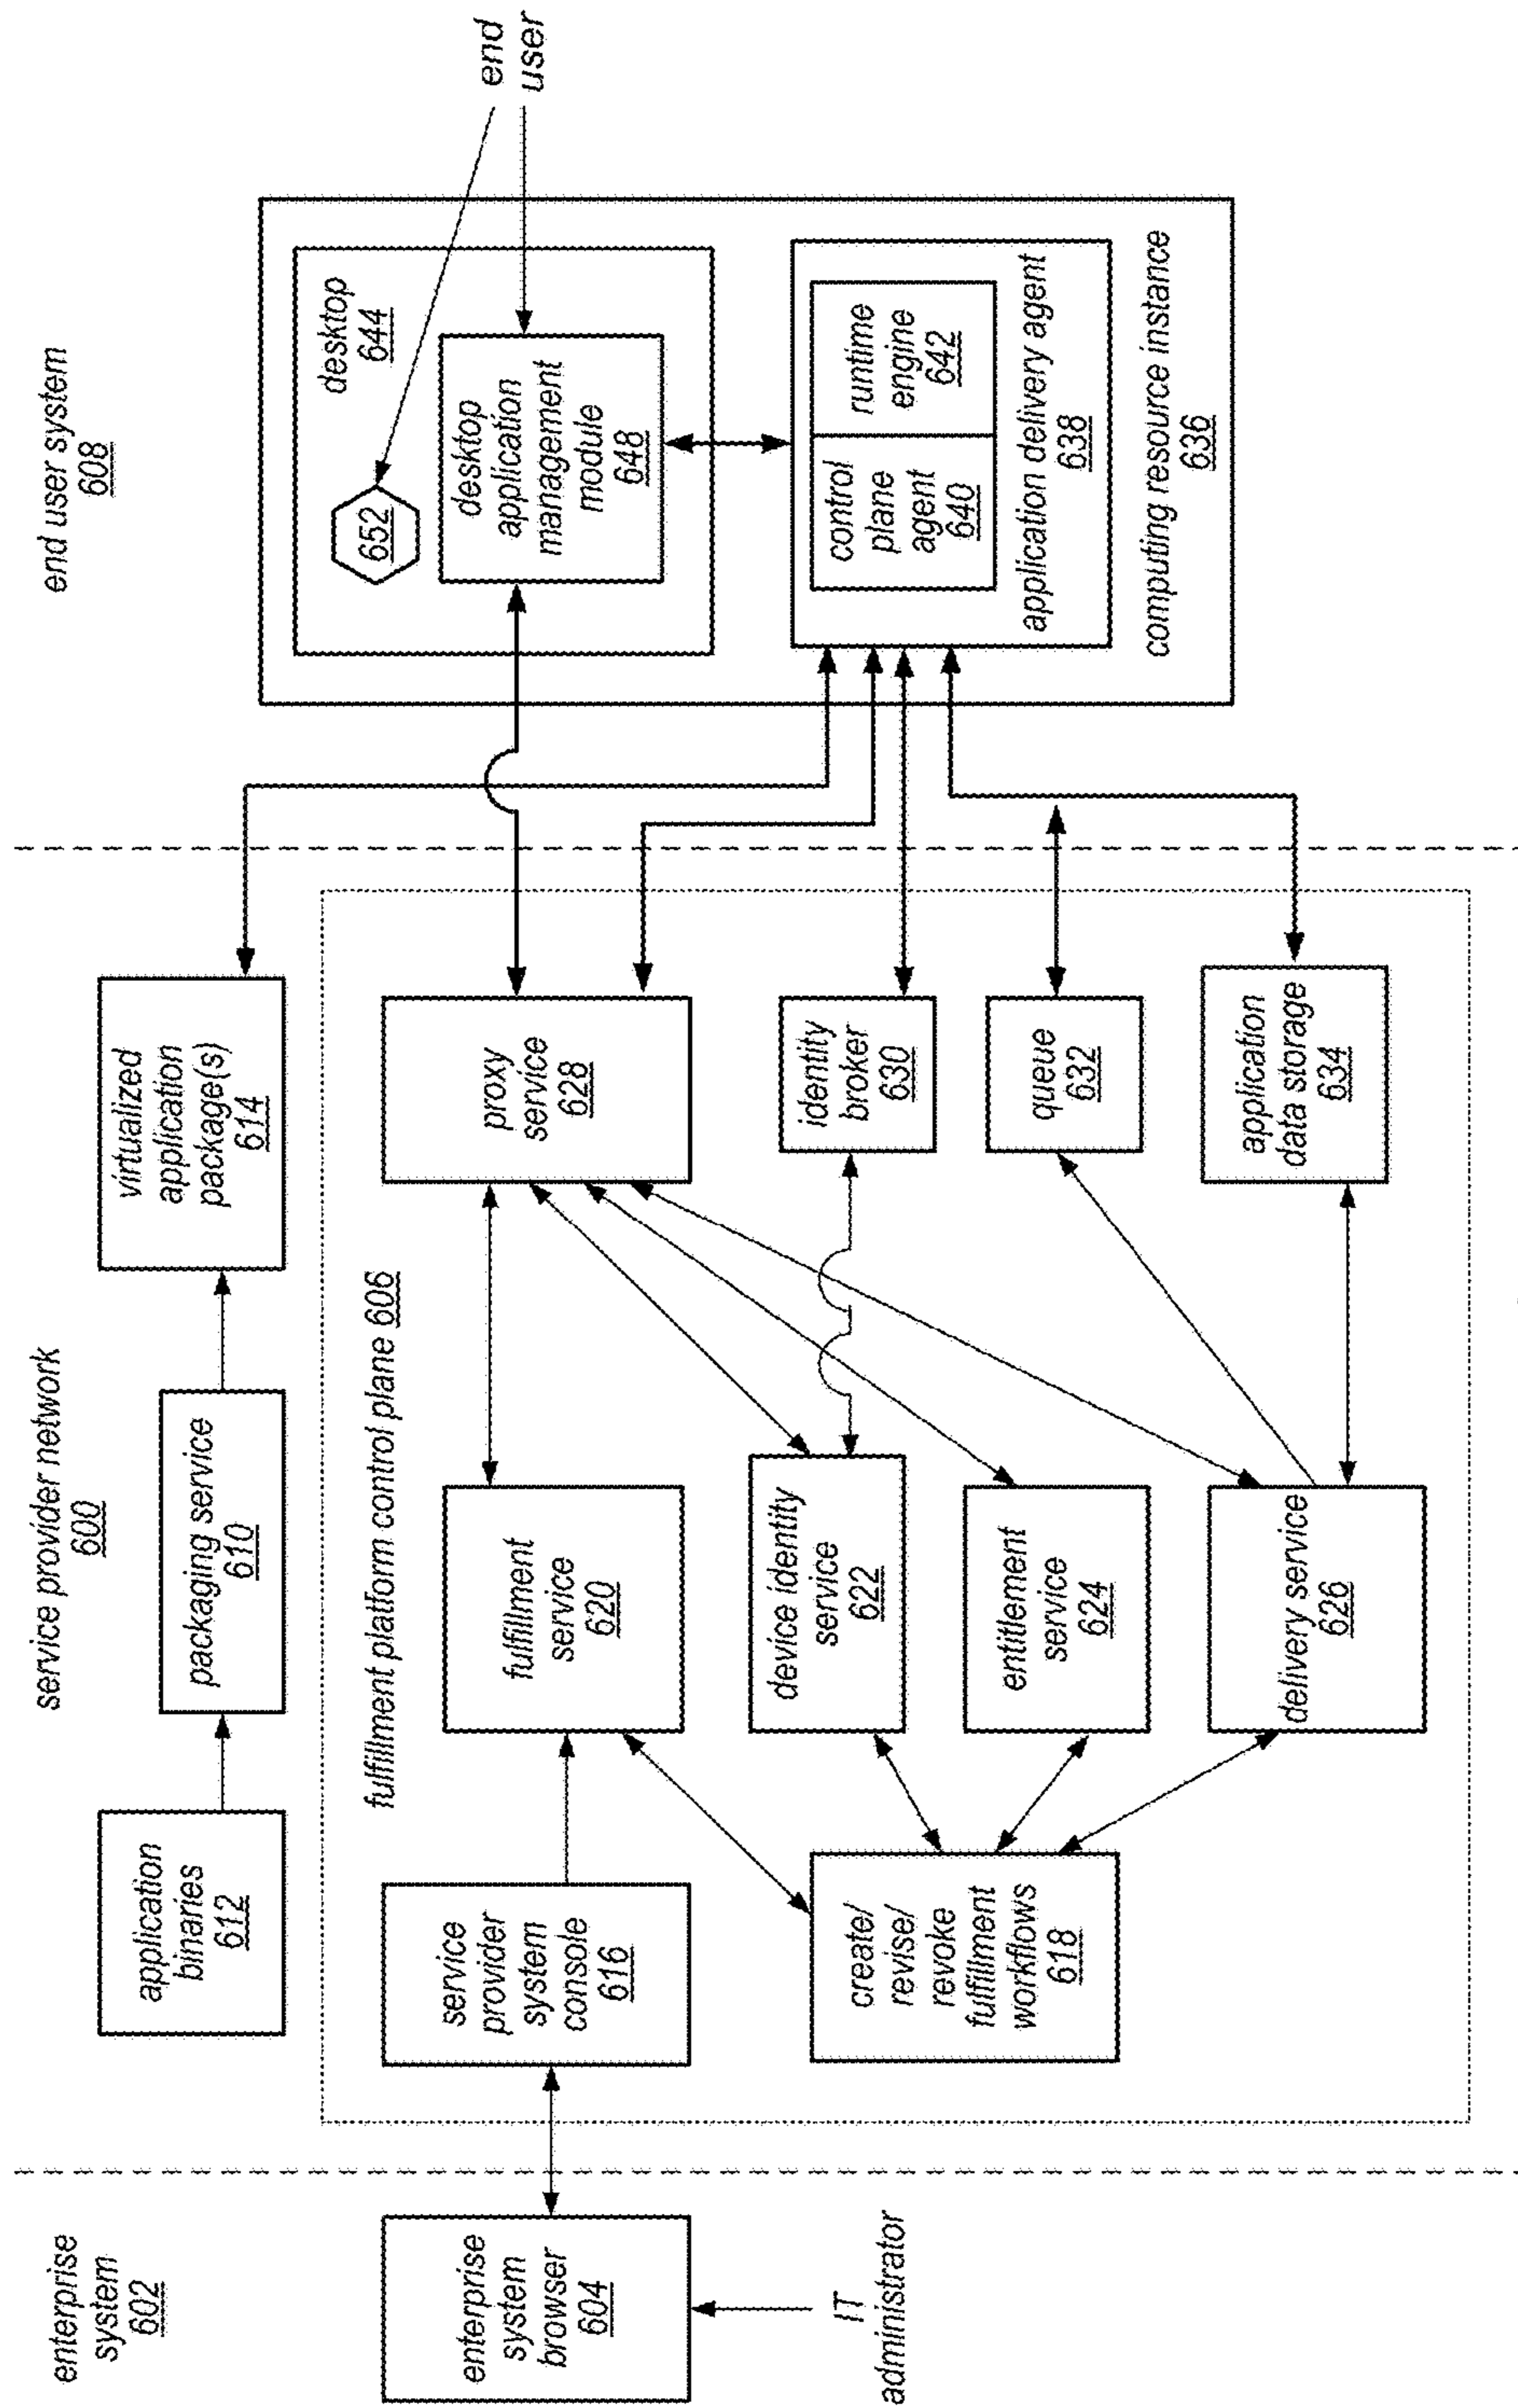 enterprise
system
602
service provider network
600
end user system
608
application
binaries
612
packaging service
610
virtualized
application
package(s)
614
fulfillment platform control plane 606
enterprise
system
browser
604
IT
administrator
service
provider
system
console
616
create/
revise/
revoke
fulfillment
workflows
618
fulfillment
service
620
device identity
service
622
entitlement
service
624
delivery service
626
proxy
service
628
identity
broker
630
queue
632
application
data storage
634
desktop
644
652
desktop
application
management
module
648
end
user
control
plane
agent
640
runtime
engine
642
application delivery agent
638
computing resource instance
636